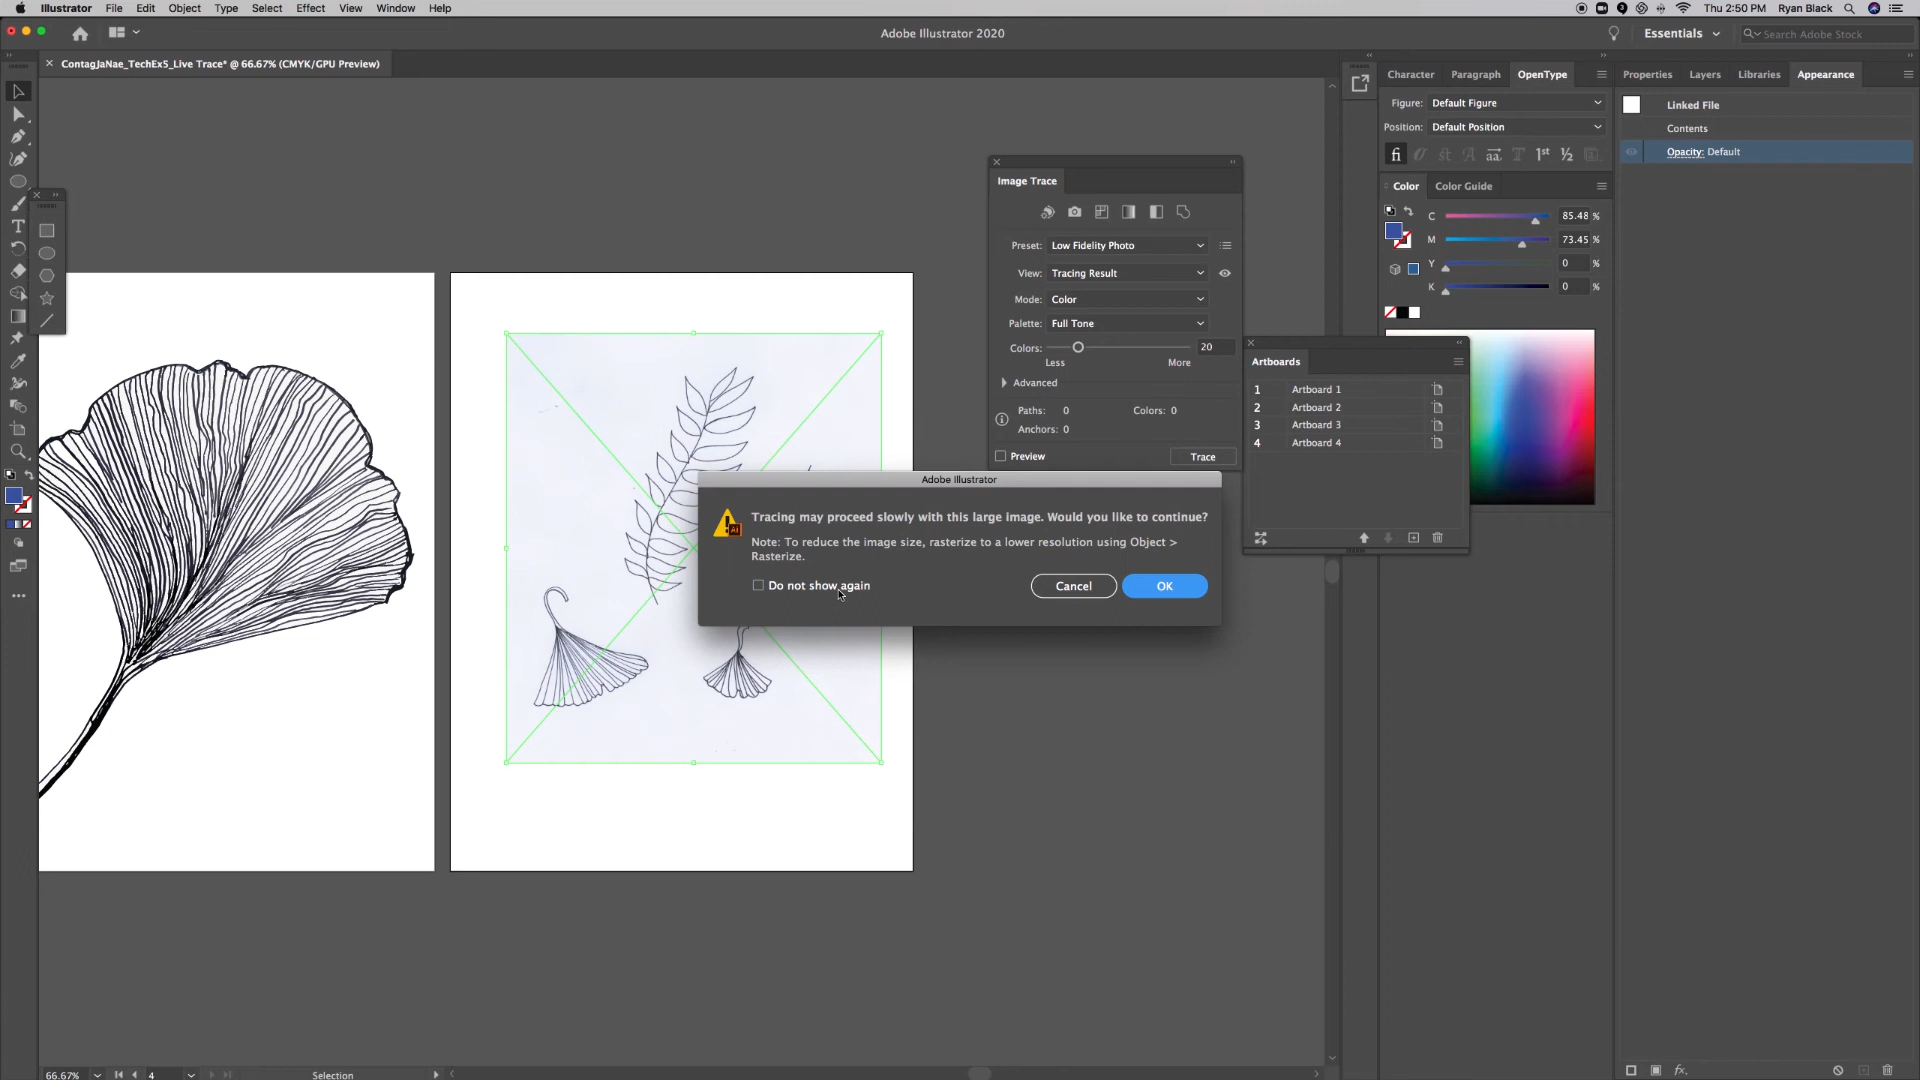 Illustrator File Edit Object Type Select Effect View Window Help
Thu 2:50 PM Ryan Black
Adobe Illustrator 2020
Essentials
Search Adobe Stock
ContagJaNae_TechEx5_Live Trace* @ 66.67% (CMYK/GPU Preview)
Character Paragraph OpenType
Properties Layers Libraries Appearance
Figure: Default Figure
Position: Default Position
Linked File
Contents
Opacity: Default
Color Color Guide
C 85.48 %
M 73.45 %
Y 0 %
K 0 %
Image Trace
Preset: Low Fidelity Photo
View: Tracing Result
Mode: Color
Palette: Full Tone
Colors: 20
Less More
Advanced
Paths: 0 Colors: 0
Anchors: 0
Preview Trace
Artboards
1 Artboard 1
2 Artboard 2
3 Artboard 3
4 Artboard 4
Adobe Illustrator
Tracing may proceed slowly with this large image. Would you like to continue?
Note: To reduce the image size, rasterize to a lower resolution using Object >
Rasterize.
Do not show again
Cancel OK
66.67% 4 Selection